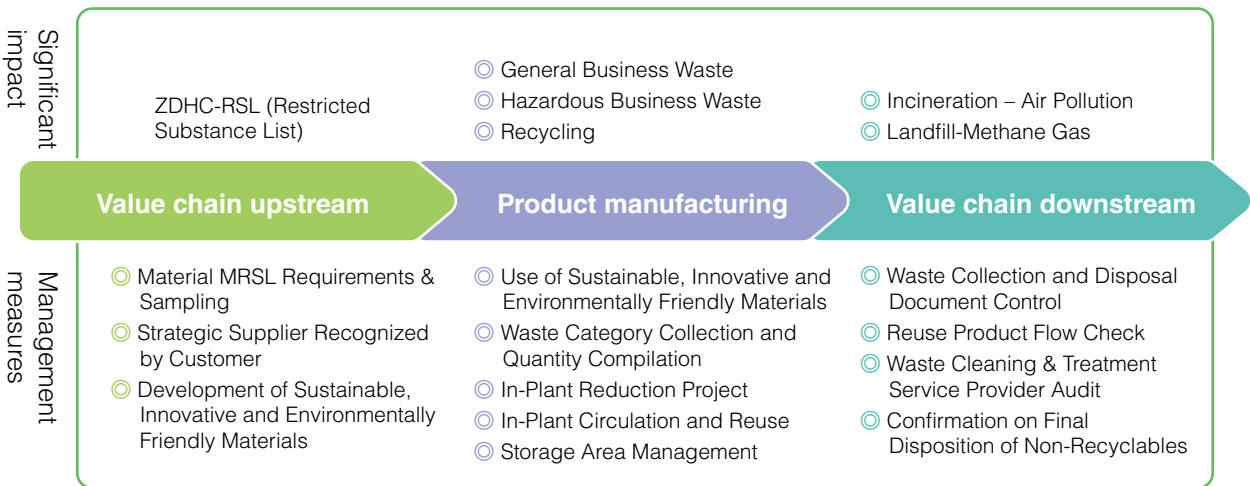 Significant
impact
ZDHC-RSL (Restricted
Substance List)
◎ General Business Waste
◎ Hazardous Business Waste
◎ Recycling
◎ Incineration – Air Pollution
◎ Landfill-Methane Gas
Value chain upstream
Product manufacturing
Value chain downstream
Management
measures
◎ Material MRSL Requirements &
Sampling
◎ Strategic Supplier Recognized
by Customer
◎ Development of Sustainable,
Innovative and Environmentally
Friendly Materials
◎ Use of Sustainable, Innovative and
Environmentally Friendly Materials
◎ Waste Category Collection and
Quantity Compilation
◎ In-Plant Reduction Project
◎ In-Plant Circulation and Reuse
◎ Storage Area Management
◎ Waste Collection and Disposal
Document Control
◎ Reuse Product Flow Check
◎ Waste Cleaning & Treatment
Service Provider Audit
◎ Confirmation on Final
Disposition of Non-Recyclables